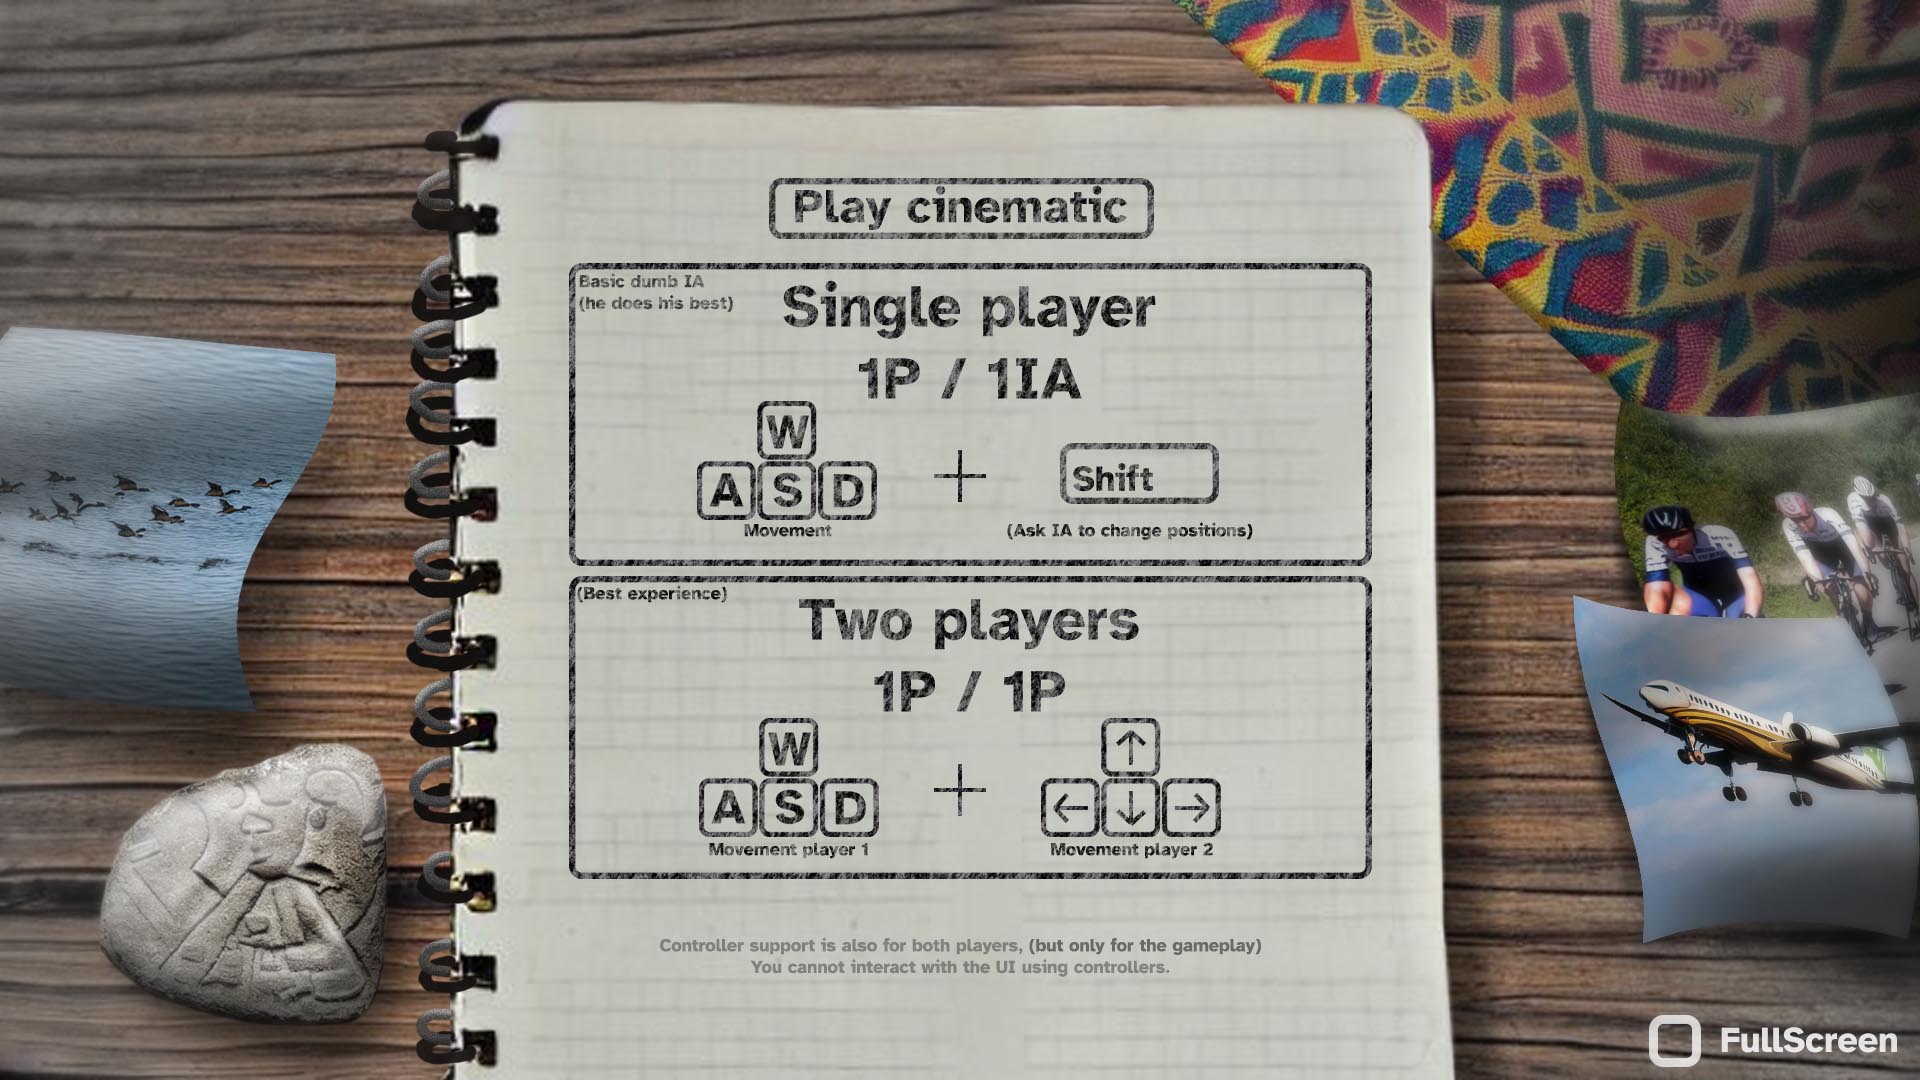 Play cinematic
Basic dumb IA
(he does his best)
Single player
1P / 1IA
W
A S D
Movement
Shift
(Ask IA to change positions)
(Best experience)
Two players
1P / 1P
W
A S D
Movement player 1
↑
← ↓ →
Movement player 2
Controller support is also for both players, (but only for the gameplay)
You cannot interact with the UI using controllers.
FullScreen